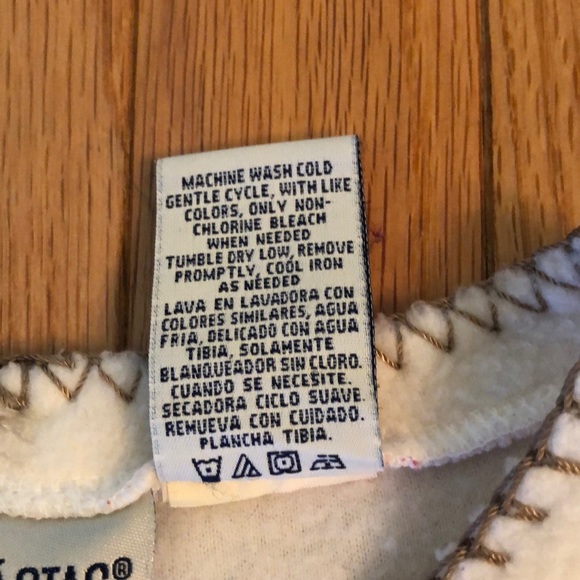 MACHINE WASH COLD
GENTLE CYCLE, WITH LIKE
COLORS, ONLY NON-
CHLORINE BLEACH
WHEN NEEDED
TUMBLE DRY LOW, REMOVE
PROMPTLY, COOL IRON
AS NEEDED
LAVA EN LAVADORA CON
COLORES SIMILARES, AGUA
FRIA, DELICADO CON AGUA
TIBIA, SOLAMENTE
BLANQUEADOR SIN CLORO.
CUANDO SE NECESITE.
SECADORA CICLO SUAVE.
REMUEVA CON CUIDADO.
PLANCHA TIBIA.